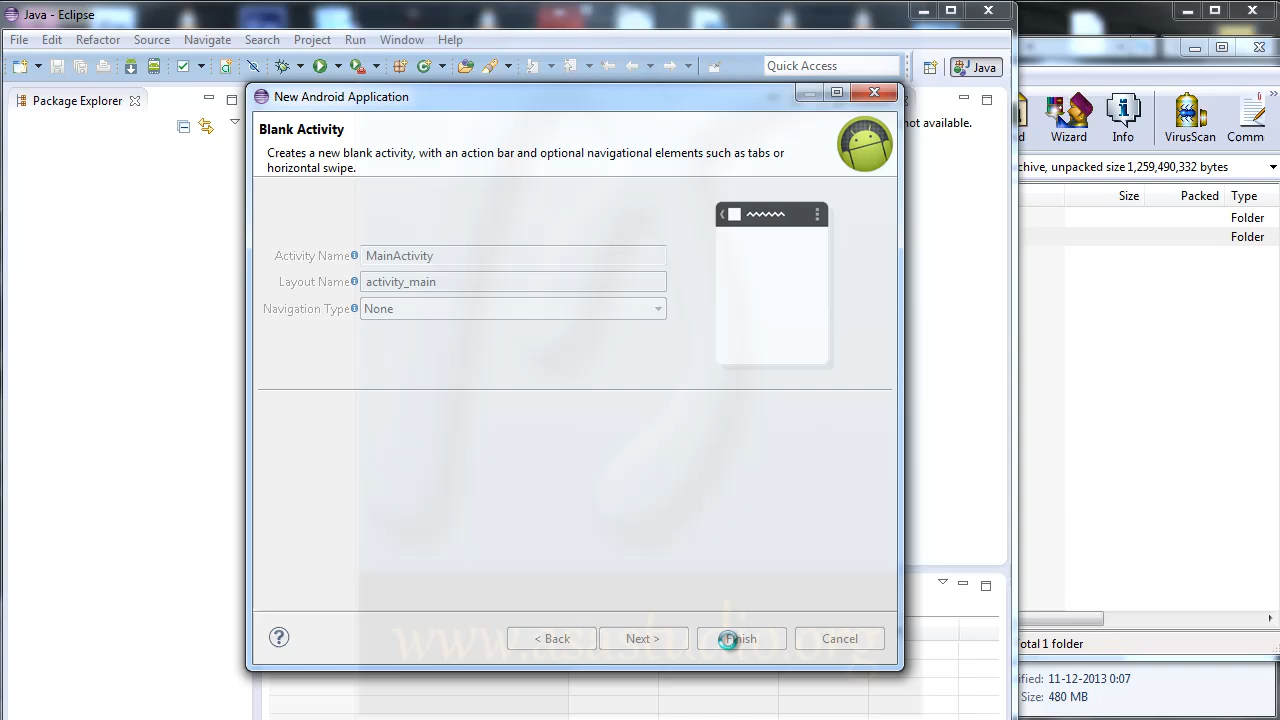 Java - Eclipse
File Edit Refactor Source Navigate Search Project Run Window Help
Quick Access
Java
Package Explorer
New Android Application
not available.
Blank Activity
Creates a new blank activity, with an action bar and optional navigational elements such as tabs or
horizontal swipe.
Activity Name MainActivity
Layout Name activity_main
Navigation Type None
< Back Next > Finish Cancel
Wizard Info VirusScan Comm
chive, unpacked size 1,259,490,332 bytes
Size Packed Type
Folder
Folder
otal 1 folder
ified: 11-12-2013 0:07
Size: 480 MB